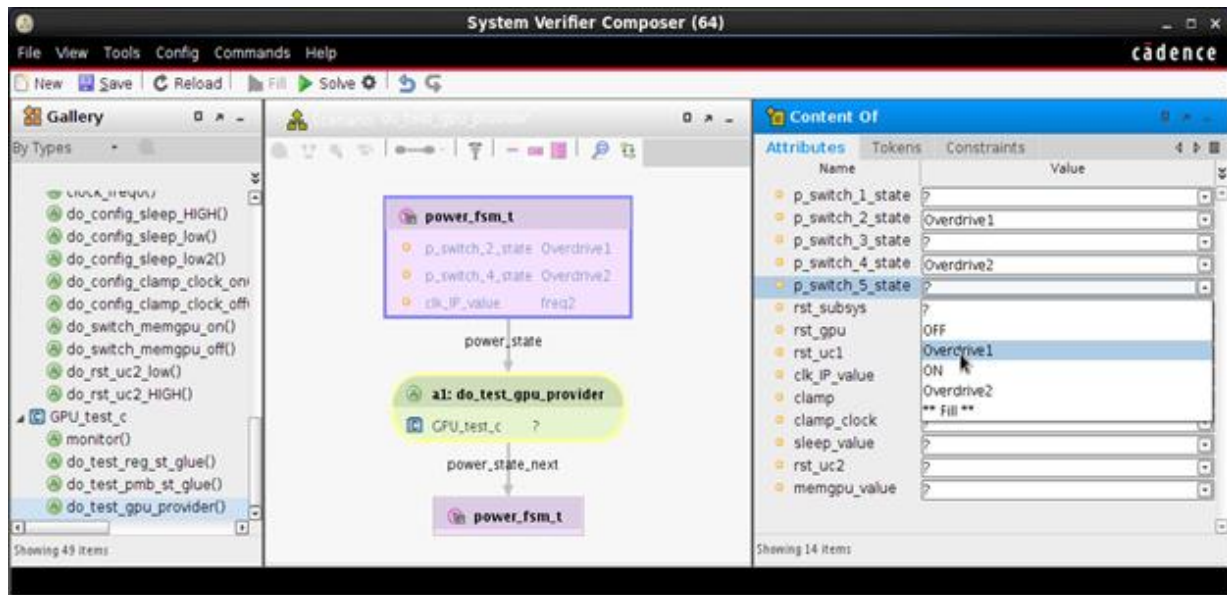 System Verifier Composer (64)
File View Tools Config Commands Help
cādence
New Save Reload Fill Solve
Gallery
By Types
clock_freq0()
do_config_sleep_HIGH()
do_config_sleep_low()
do_config_sleep_low2()
do_config_clamp_clock_on(
do_config_clamp_clock_off(
do_switch_memgpu_on()
do_switch_memgpu_off()
do_rst_uc2_low()
do_rst_uc2_HIGH()
GPU_test_c
monitor()
do_test_reg_st_glue()
do_test_pmb_st_glue()
do_test_gpu_provider()
Showing 49 items
power_fsm_t
p_switch_2_state Overdrive1
p_switch_4_state Overdrive2
clk_IP_value freq2
power_state
a1: do_test_gpu_provider
GPU_test_c ?
power_state_next
power_fsm_t
Content Of
Attributes Tokens Constraints
Name Value
p_switch_1_state ?
p_switch_2_state Overdrive1
p_switch_3_state ?
p_switch_4_state Overdrive2
p_switch_5_state ?
rst_subsys ?
rst_gpu OFF
rst_uc1 Overdrive1
clk_IP_value ON
clamp Overdrive2
** Fill **
clamp_clock ?
sleep_value ?
rst_uc2 ?
memgpu_value ?
Showing 14 items